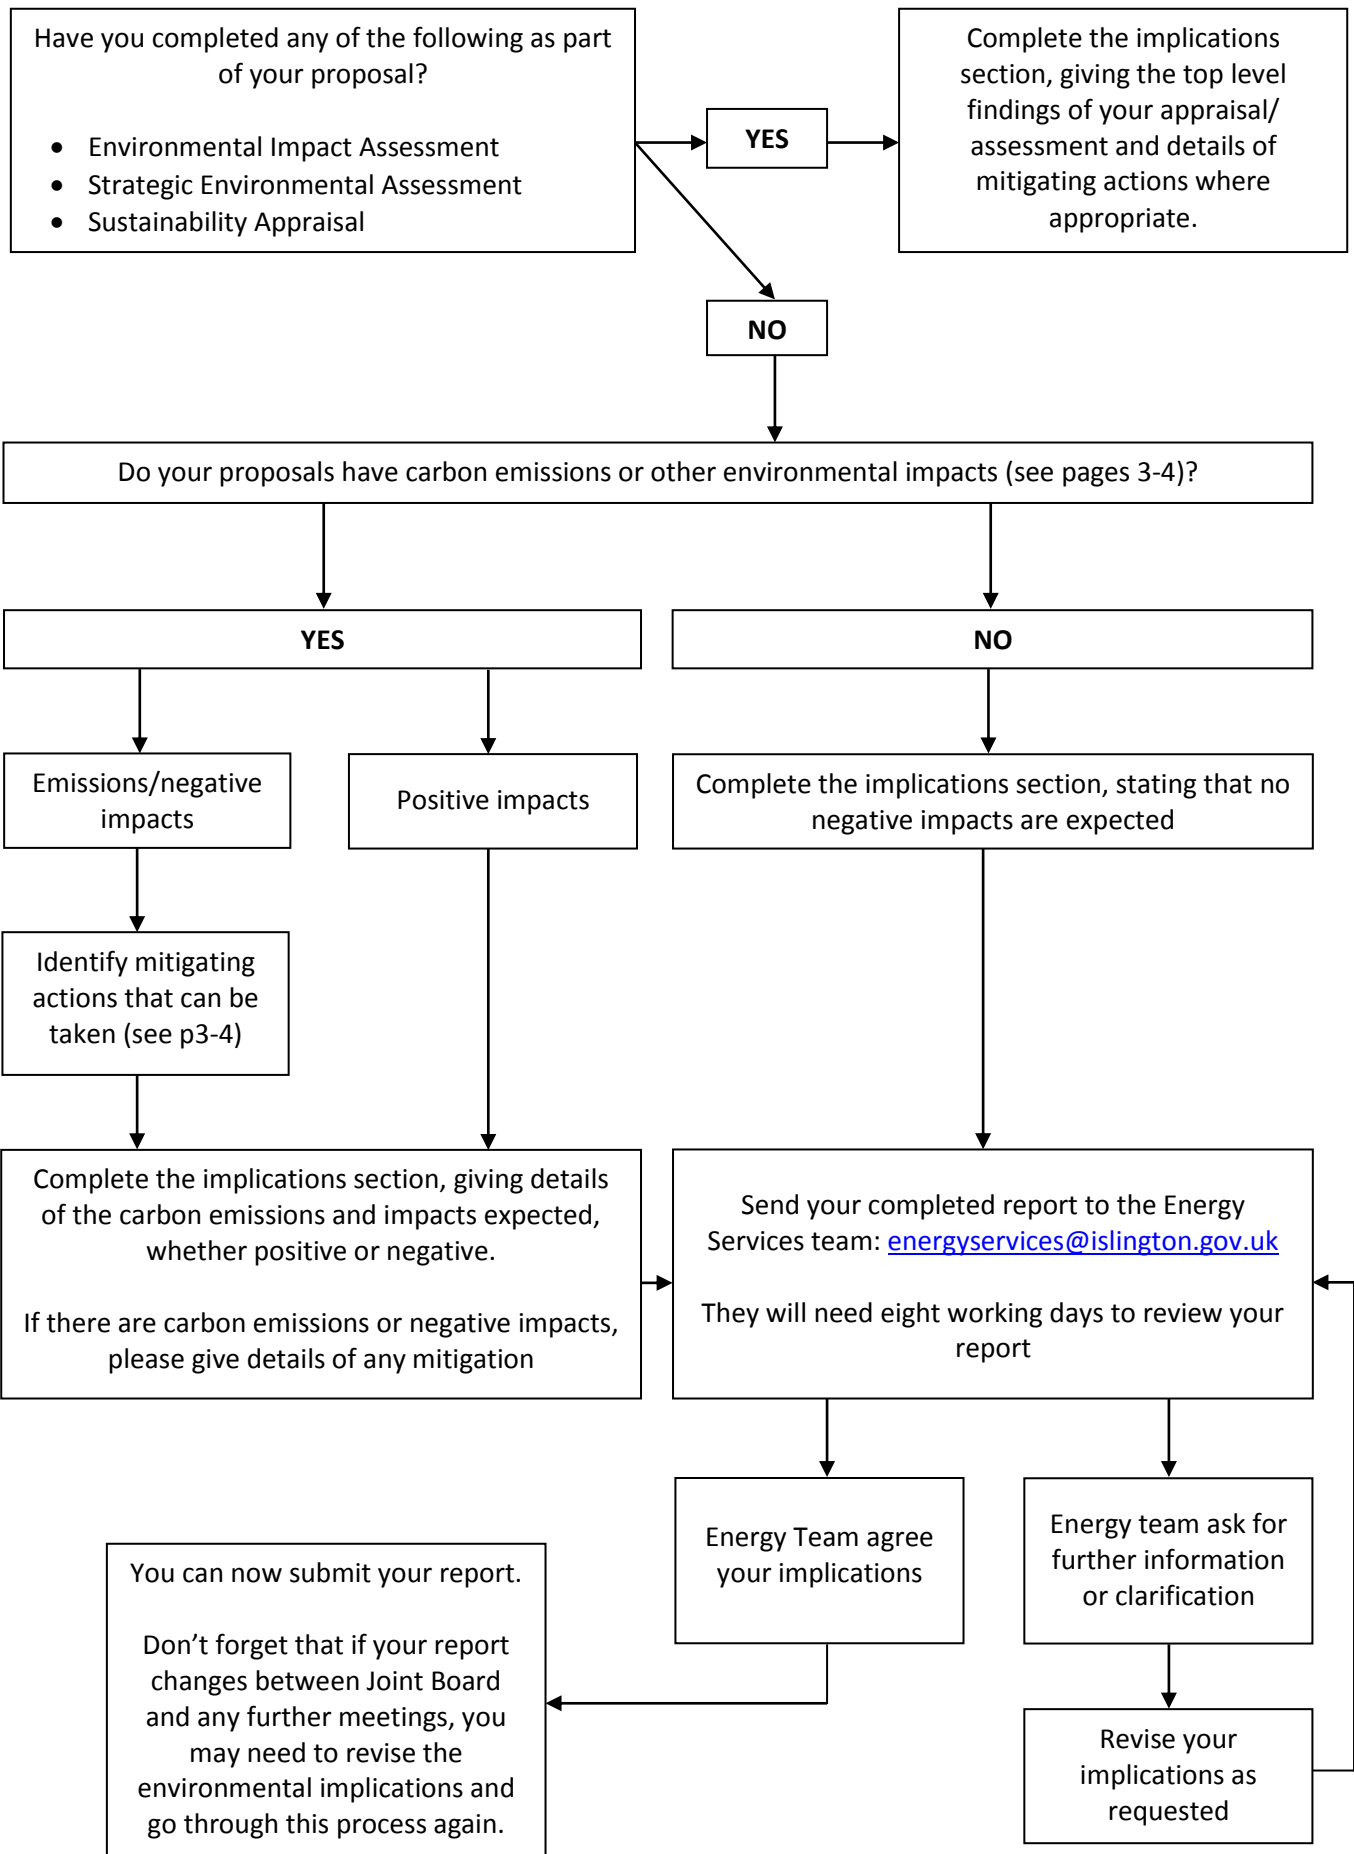 Have you completed any of the following as part
of your proposal?
• Environmental Impact Assessment
• Strategic Environmental Assessment
• Sustainability Appraisal
YES
Complete the implications
section, giving the top level
findings of your appraisal/
assessment and details of
mitigating actions where
appropriate.
NO
Do your proposals have carbon emissions or other environmental impacts (see pages 3-4)?
YES
NO
Emissions/negative
impacts
Positive impacts
Complete the implications section, stating that no
negative impacts are expected
Identify mitigating
actions that can be
taken (see p3-4)
Complete the implications section, giving details
of the carbon emissions and impacts expected,
whether positive or negative.
If there are carbon emissions or negative impacts,
please give details of any mitigation
Send your completed report to the Energy
Services team: energyservices@islington.gov.uk
They will need eight working days to review your
report
Energy Team agree
your implications
Energy team ask for
further information
or clarification
You can now submit your report.
Don’t forget that if your report
changes between Joint Board
and any further meetings, you
may need to revise the
environmental implications and
go through this process again.
Revise your
implications as
requested